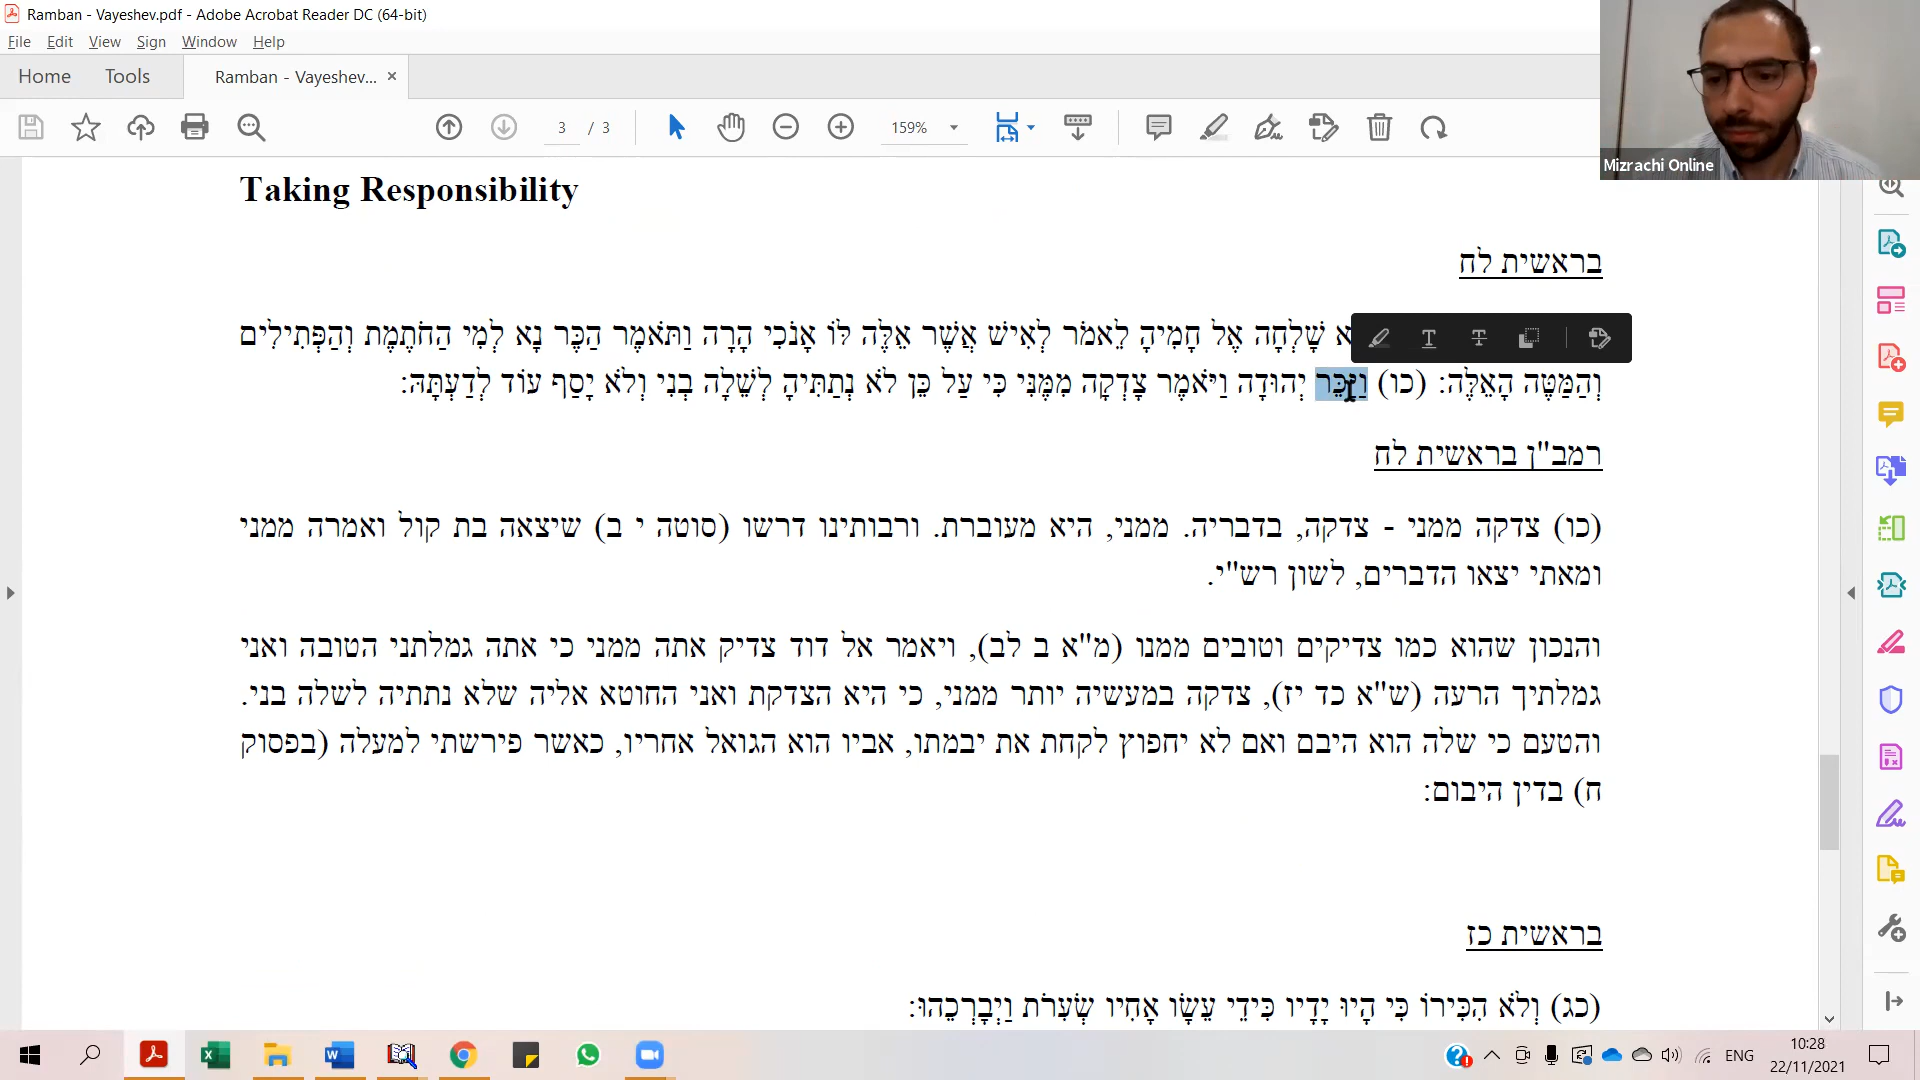 Ramban - Vayeshev.pdf - Adobe Acrobat Reader DC (64-bit)
File Edit View Sign Window Help
Home Tools Ramban - Vayeshev... ×
3 / 3 159%
Mizrachi Online
Taking Responsibility
בראשית לח
א שָׁלְחָה אֶל חָמִיהָ לֵאמֹר לְאִישׁ אֲשֶׁר אֵלֶּה לּוֹ אָנֹכִי הָרָה וַתֹּאמֶר הַכֶּר נָא לְמִי הַחֹתֶמֶת וְהַפְּתִילִים
וְהַמַּטֶּה הָאֵלֶּה: (כו) וַיַּכֵּר יְהוּדָה וַיֹּאמֶר צָדְקָה מִמֶּנִּי כִּי עַל כֵּן לֹא נְתַתִּיהָ לְשֵׁלָה בְנִי וְלֹא יָסַף עוֹד לְדַעְתָּהּ:
רמב"ן בראשית לח
(כו) צדקה ממני - צדקה, בדבריה. ממני, היא מעוברת. ורבותינו דרשו (סוטה י ב) שיצאה בת קול ואמרה ממני
ומאתי יצאו הדברים, לשון רש"י.
והנכון שהוא כמו צדיקים וטובים ממנו (מ"א ב לב), ויאמר אל דוד צדיק אתה ממני כי אתה גמלתני הטובה ואני
גמלתיך הרעה (ש"א כד יז), צדקה במעשיה יותר ממני, כי היא הצדקת ואני החוטא אליה שלא נתתיה לשלה בני.
והטעם כי שלה הוא היבם ואם לא יחפוץ לקחת את יבמתו, אביו הוא הגואל אחריו, כאשר פירשתי למעלה (בפסוק
ח) בדין היבום:
בראשית כז
(כג) וְלֹא הִכִּירוֹ כִּי הָיוּ יָדָיו כִּידֵי עֵשָׂו אָחִיו שְׂעִרֹת וַיְבָרְכֵהוּ:
ENG
10:28
22/11/2021